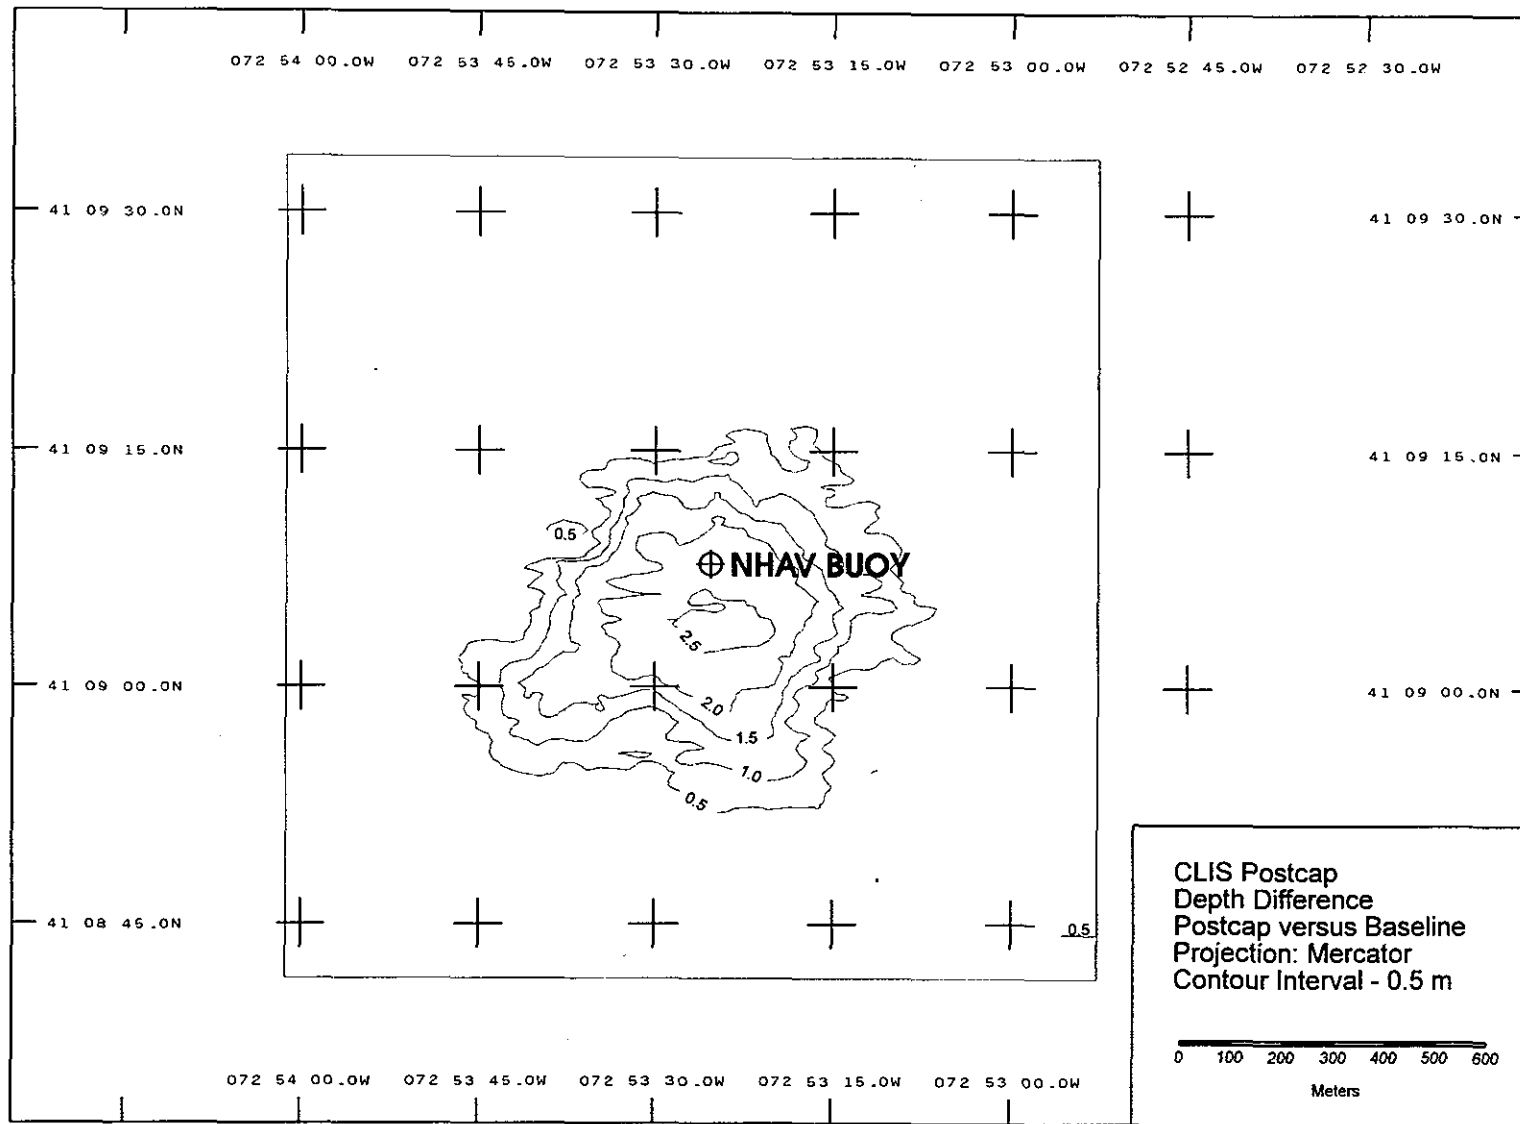 072 54 00.0W 072 53 45.0W 072 53 30.0W 072 53 15.0W 072 53 00.0W 072 52 45.0W 072 52 30.0W
41 09 30.0N 41 09 30.0N
41 09 15.0N 41 09 15.0N
0.5
NHAV BUOY
2.5
41 09 00.0N 41 09 00.0N
2.0
1.5
1.0
0.5
41 08 45.0N
0.5
CLIS Postcap
Depth Difference
Postcap versus Baseline
Projection: Mercator
Contour Interval - 0.5 m
0 100 200 300 400 500 600
Meters
072 54 00.0W 072 53 45.0W 072 53 30.0W 072 53 15.0W 072 53 00.0W